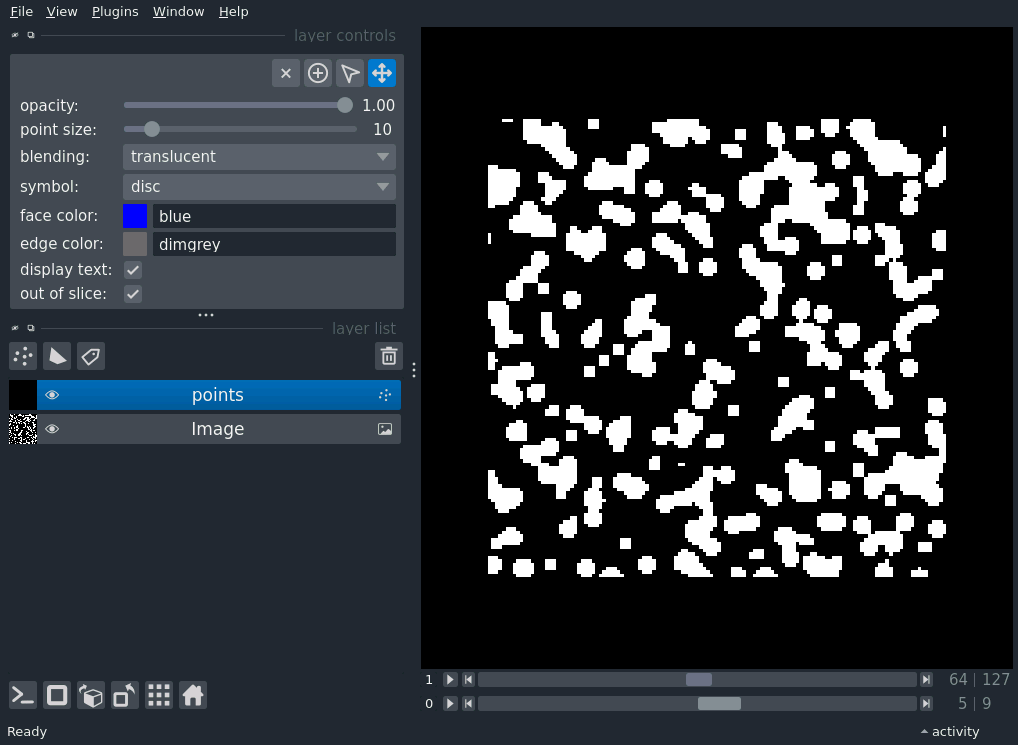 File View Plugins Window Help
layer controls
opacity: 1.00
point size: 10
blending: translucent
symbol: disc
face color: blue
edge color: dimgrey
display text:
out of slice:
layer list
points
Image
1 64 | 127
0 5 | 9
Ready activity